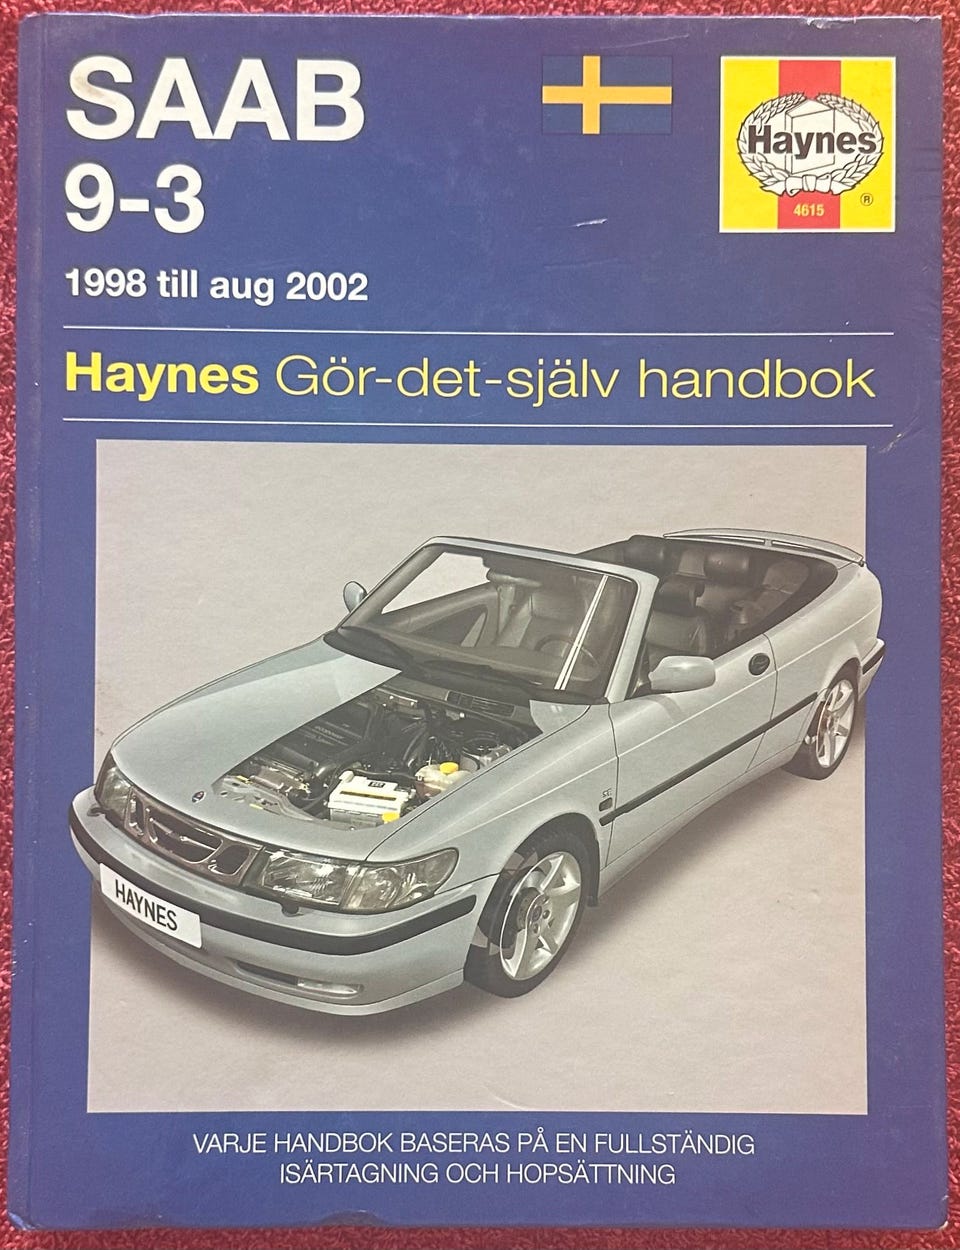 SAAB
9-3
1998 till aug 2002
Haynes
®
4615
Haynes Gör-det-själv handbok
SE
HAYNES
VARJE HANDBOK BASERAS PÅ EN FULLSTÄNDIG
ISÄRTAGNING OCH HOPSÄTTNING